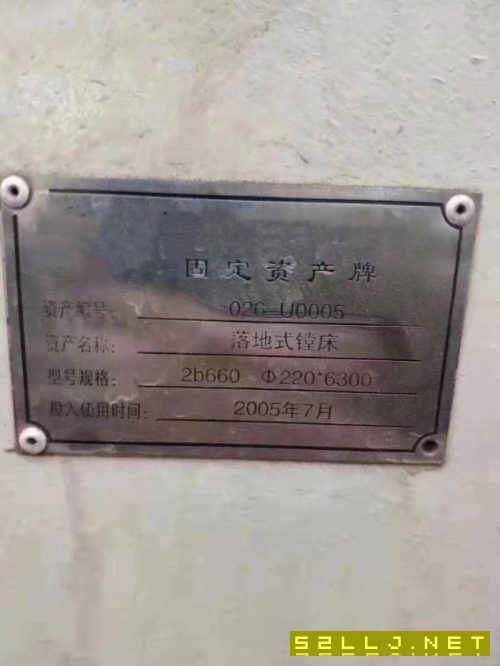 固定资产牌
资产编号: 026-U0005
资产名称: 落地式镗床
型号规格: 2b660 Φ220*6300
投入使用时间: 2005年7月
52LLJ.NET